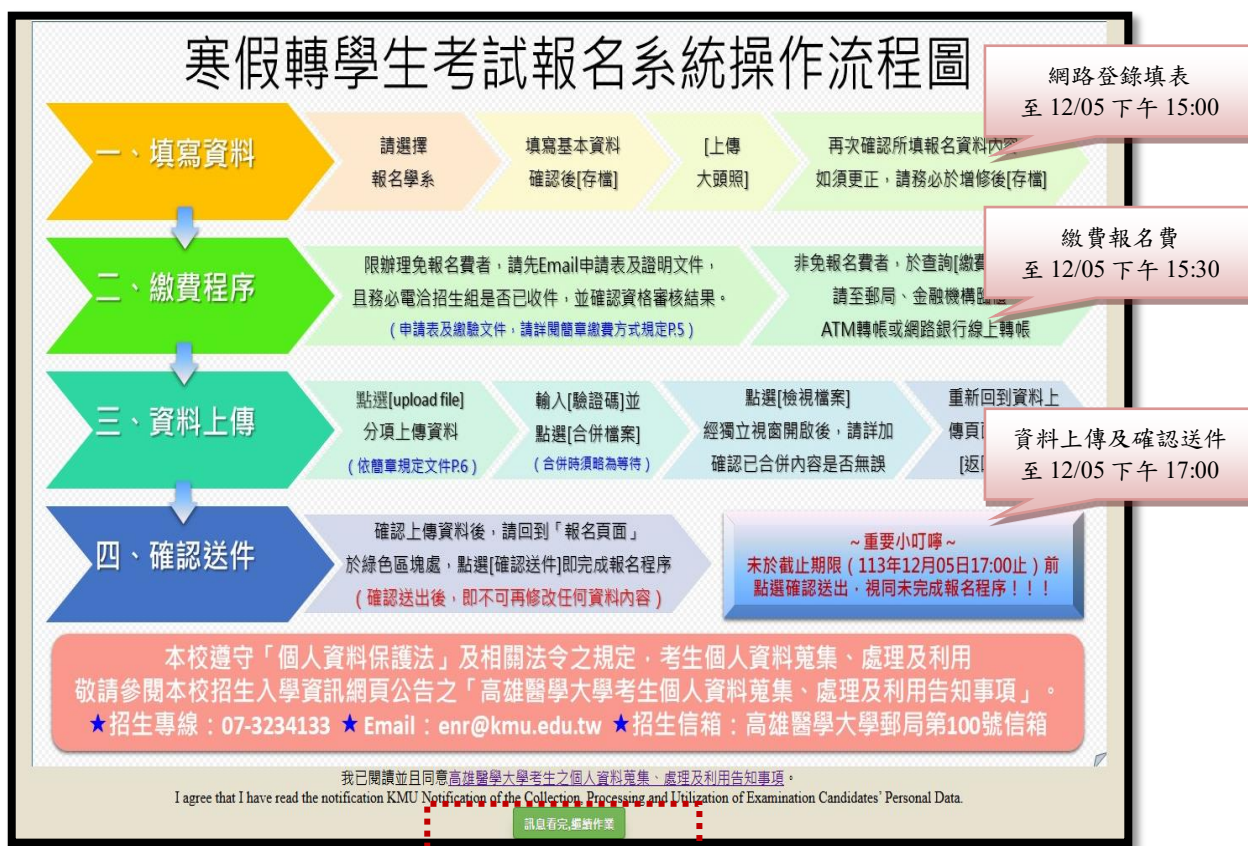 寒假轉學生考試報名系統操作流程圖
網路登錄填表
至 12/05 下午 15:00
一、填寫資料
請選擇
報名學系
填寫基本資料
確認後[存檔]
[上傳
大頭照]
再次確認所填報名資料內容
如須更正，請務必於增修後[存檔]
繳費報名費
至 12/05 下午 15:30
二、繳費程序
限辦理免報名費者，請先Email申請表及證明文件，
且務必電洽招生組是否已收件，並確認資格審核結果。
（申請表及繳驗文件，請詳閱簡章繳費方式規定P.5）
非免報名費者，於查詢[繳費
請至郵局、金融機構臨櫃
ATM轉帳或網路銀行線上轉帳
三、資料上傳
點選[upload file]
分項上傳資料
（依簡章規定文件P.6）
輸入[驗證碼]並
點選[合併檔案]
（合併時須略為等待）
點選[檢視檔案]
經獨立視窗開啟後，請詳加
確認已合併內容是否無誤
重新回到資料上
傳頁
[返回
資料上傳及確認送件
至 12/05 下午 17:00
四、確認送件
確認上傳資料後，請回到「報名頁面」
於綠色區塊處，點選[確認送件]即完成報名程序
（確認送出後，即不可再修改任何資料內容）
～重要小叮嚀～
未於截止期限（113年12月05日17:00止）前
點選確認送出，視同未完成報名程序！！！
本校遵守「個人資料保護法」及相關法令之規定，考生個人資料蒐集、處理及利用
敬請參閱本校招生入學資訊網頁公告之「高雄醫學大學考生個人資料蒐集、處理及利用告知事項」。
★招生專線：07-3234133 ★Email：enr@kmu.edu.tw ★招生信箱：高雄醫學大學郵局第100號信箱
我已閱讀並且同意高雄醫學大學考生之個人資料蒐集、處理及利用告知事項。
I agree that I have read the notification KMU Notification of the Collection, Processing and Utilization of Examination Candidates' Personal Data.
訊息看完,繼續作業